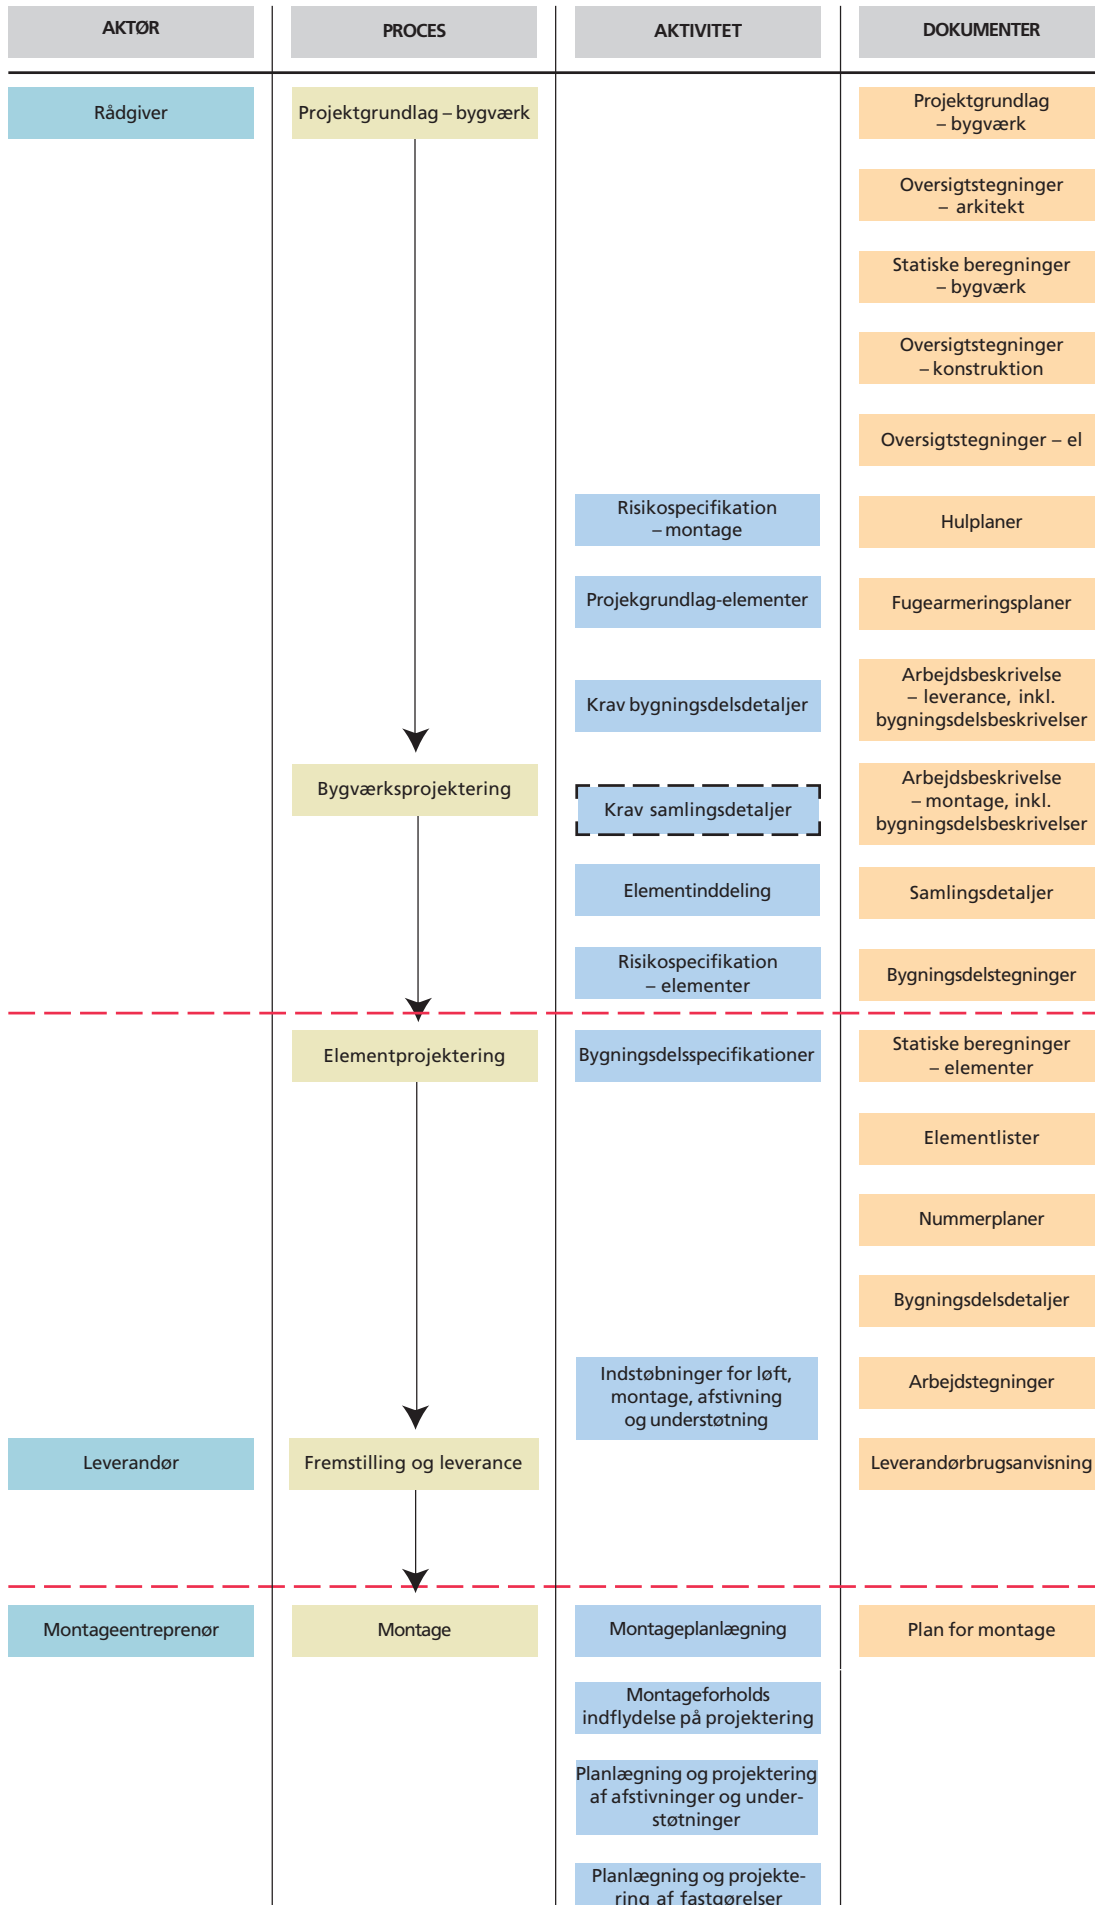 AKTØR
PROCES
AKTIVITET
DOKUMENTER
Rådgiver
Projektgrundlag – bygværk
Projektgrundlag
– bygværk
Oversigtstegninger
– arkitekt
Statiske beregninger
– bygværk
Oversigtstegninger
– konstruktion
Oversigtstegninger – el
Risikospecifikation
– montage
Hulplaner
Projekgrundlag-elementer
Fugearmeringsplaner
Krav bygningsdelsdetaljer
Arbejdsbeskrivelse
– leverance, inkl.
bygningsdelsbeskrivelser
Bygværksprojektering
Krav samlingsdetaljer
Arbejdsbeskrivelse
– montage, inkl.
bygningsdelsbeskrivelser
Elementinddeling
Samlingsdetaljer
Risikospecifikation
– elementer
Bygningsdelstegninger
Elementprojektering
Bygningsdelsspecifikationer
Statiske beregninger
– elementer
Elementlister
Nummerplaner
Bygningsdelsdetaljer
Indstøbninger for løft,
montage, afstivning
og understøtning
Arbejdstegninger
Leverandør
Fremstilling og leverance
Leverandørbrugsanvisning
Montageentreprenør
Montage
Montageplanlægning
Plan for montage
Montageforholds
indflydelse på projektering
Planlægning og projektering
af afstivninger og under-
støtninger
Planlægning og projekte-
ring af fastgørelser